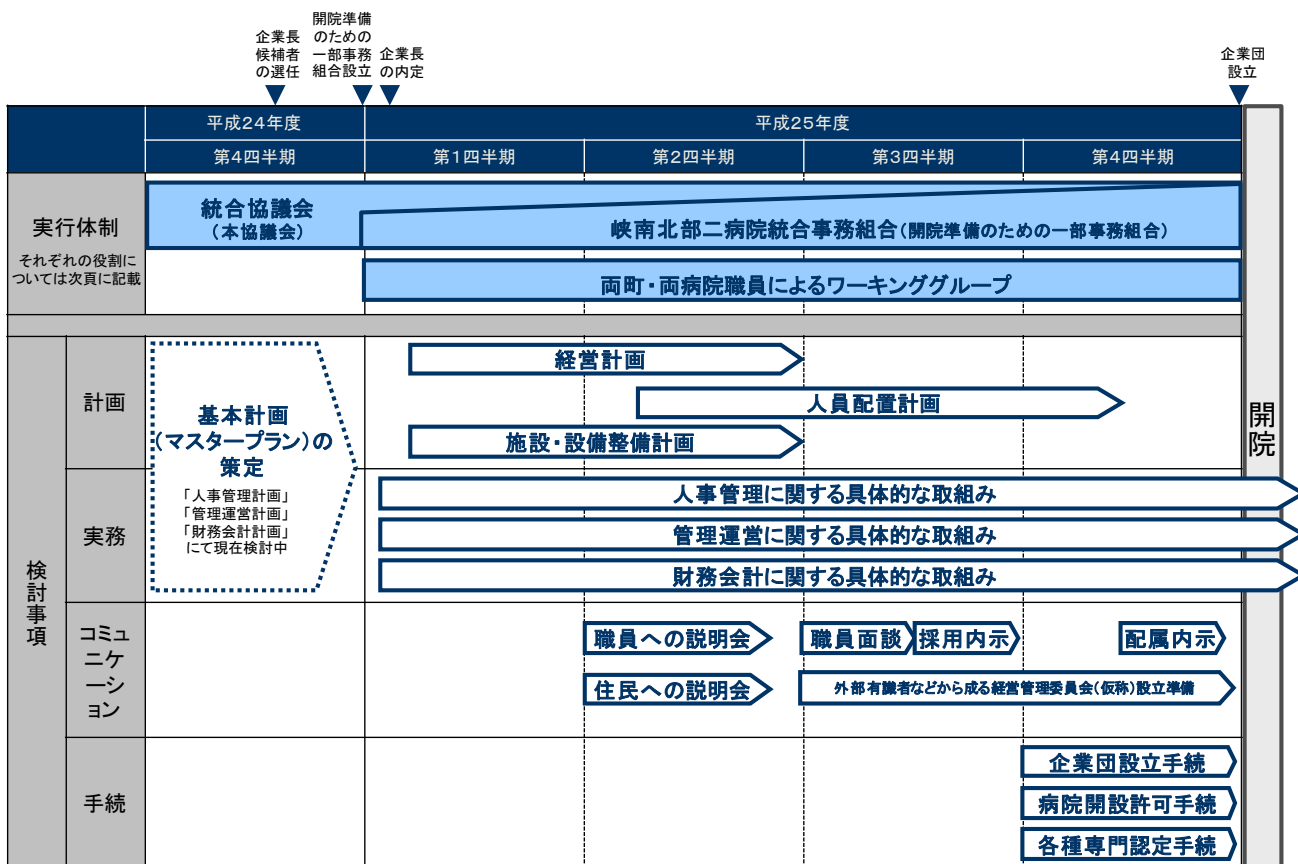 企業長
候補者
の選任
開院準備
のための
一部事務
組合設立
企業長
の内定
企業団
設立
平成24年度
平成25年度
第4四半期
第1四半期
第2四半期
第3四半期
第4四半期
実行体制
それぞれの役割に
ついては次頁に記載
統合協議会
(本協議会)
峡南北部二病院統合事務組合(開院準備のための一部事務組合)
両町・両病院職員によるワーキンググループ
検討事項
計画
基本計画
(マスタープラン)の
策定
「人事管理計画」
「管理運営計画」
「財務会計計画」
にて現在検討中
経営計画
人員配置計画
施設・設備整備計画
開院
実務
人事管理に関する具体的な取組み
管理運営に関する具体的な取組み
財務会計に関する具体的な取組み
コミュ
ニケ
ーシ
ョン
職員への説明会
職員面談
採用内示
配属内示
住民への説明会
外部有識者などから成る経営管理委員会(仮称)設立準備
手続
企業団設立手続
病院開設許可手続
各種専門認定手続